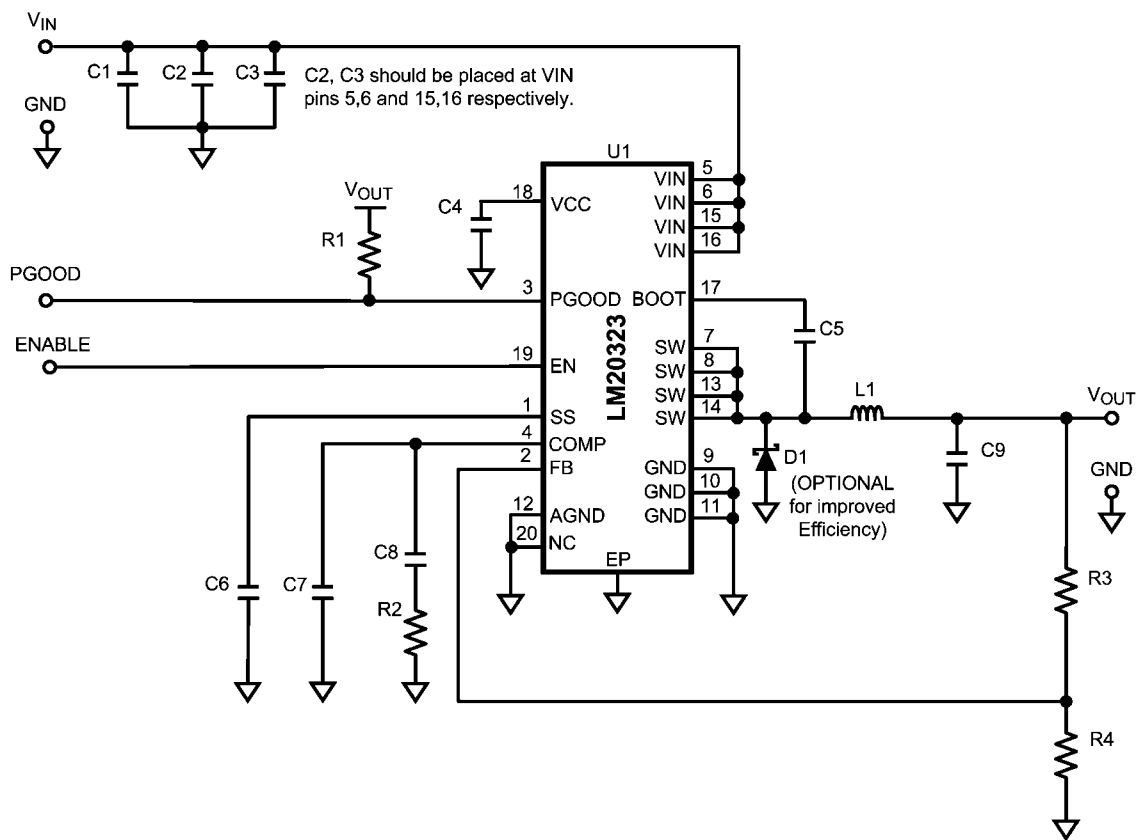 VIN
C1
C2
C3
C2, C3 should be placed at VIN
pins 5,6 and 15,16 respectively.
GND
U1
VOUT
R1
C4
18
VCC
VIN
5
VIN
6
VIN
15
VIN
16
PGOOD
3
PGOOD
BOOT
17
C5
ENABLE
19
EN
LM20323
SW
7
SW
8
SW
13
SW
14
L1
VOUT
1
SS
4
COMP
2
FB
GND
9
GND
10
GND
11
D1
(OPTIONAL
for improved
Efficiency)
C9
GND
12
AGND
20
NC
EP
C6
C7
C8
R2
R3
R4